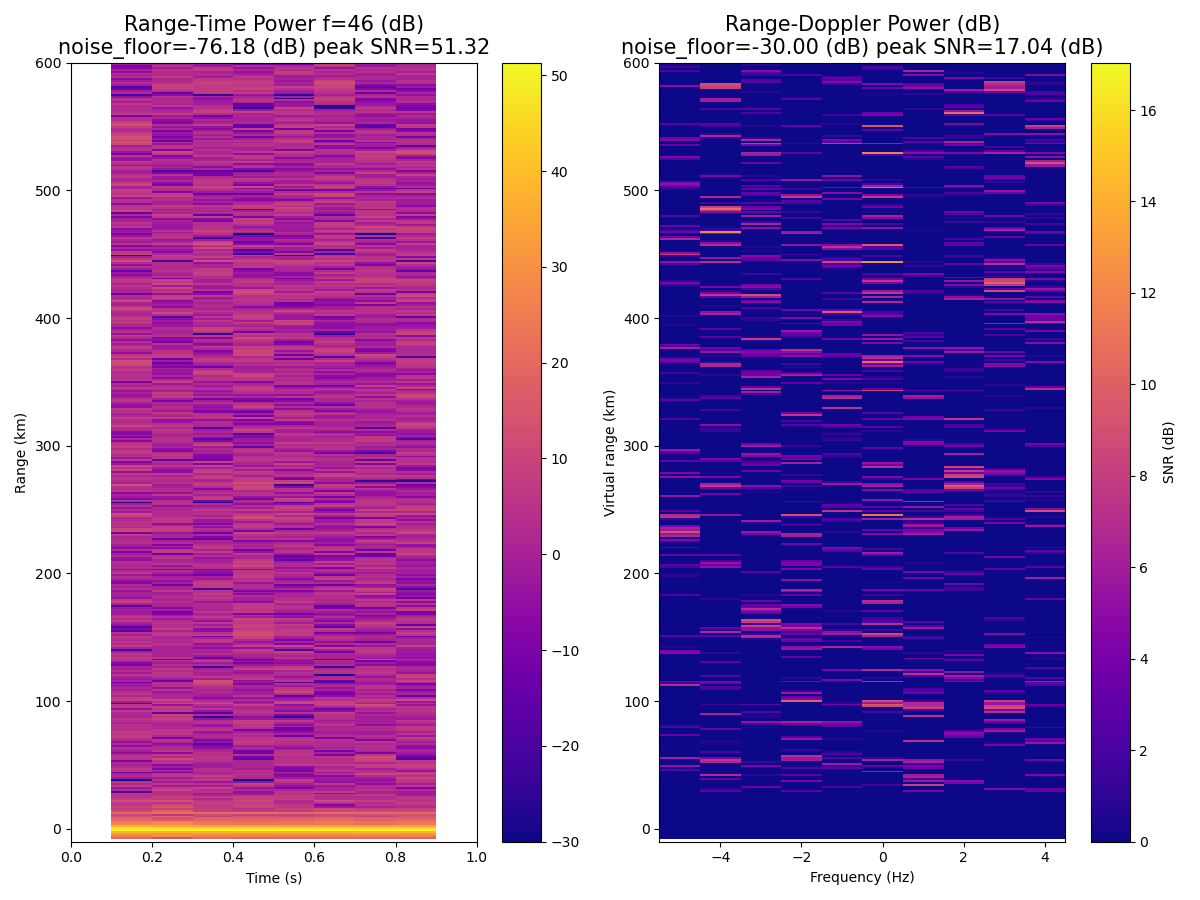 Range-Time Power f=46 (dB)
noise_floor=-76.18 (dB) peak SNR=51.32
Range (km)
600
500
400
300
200
100
0
0.0 0.2 0.4 0.6 0.8 1.0
Time (s)
50
40
30
20
10
0
−10
−20
−30
Range-Doppler Power (dB)
noise_floor=-30.00 (dB) peak SNR=17.04 (dB)
Virtual range (km)
600
500
400
300
200
100
0
−4 −2 0 2 4
Frequency (Hz)
16
14
12
10
8
6
4
2
0
SNR (dB)